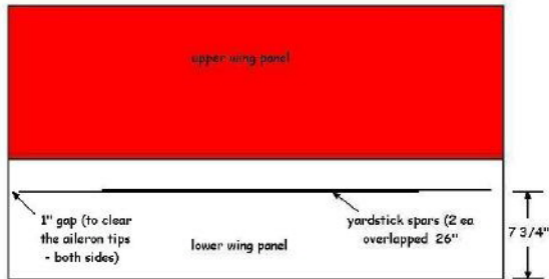 upper wing panel
1" gap (to clear
the aileron tips
- both sides)
lower wing panel
yardstick spars (2 ea
overlapped 26"
7 3/4"